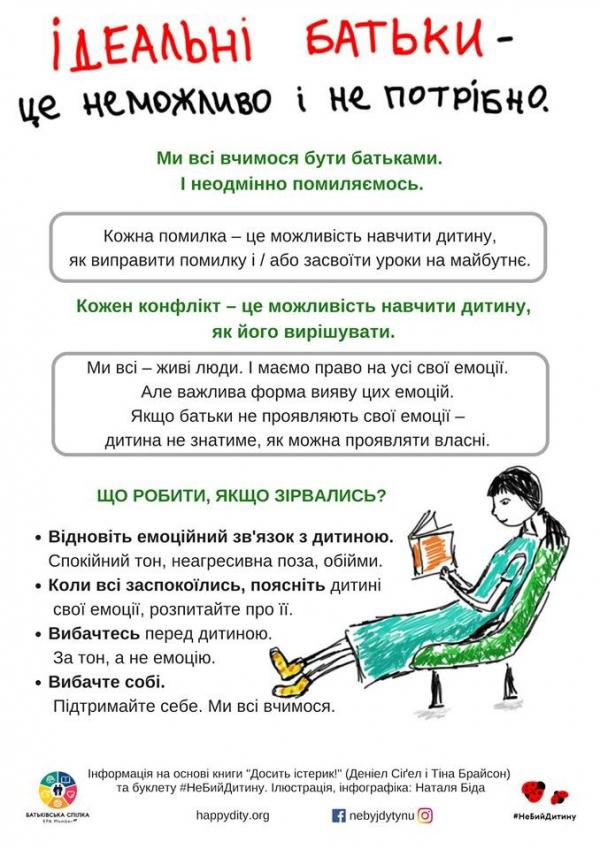 ІДЕАЛЬНІ БАТЬКИ -
це неможливо і не потрібно.
Ми всі вчимося бути батьками.
І неодмінно помиляємось.
Кожна помилка – це можливість навчити дитину,
як виправити помилку і / або засвоїти уроки на майбутнє.
Кожен конфлікт – це можливість навчити дитину,
як його вирішувати.
Ми всі – живі люди. І маємо право на усі свої емоції.
Але важлива форма вияву цих емоцій.
Якщо батьки не проявляють свої емоції –
дитина не знатиме, як можна проявляти власні.
ЩО РОБИТИ, ЯКЩО ЗІРВАЛИСЬ?
• Відновіть емоційний зв'язок з дитиною.
Спокійний тон, неагресивна поза, обійми.
• Коли всі заспокоїлись, поясніть дитині
свої емоції, розпитайте про її.
• Вибачтесь перед дитиною.
За тон, а не емоцію.
• Вибачте собі.
Підтримайте себе. Ми всі вчимося.
Інформація на основі книги "Досить істерик!" (Деніел Сіґел і Тіна Брайсон)
та буклету #НеБийДитину. Ілюстрація, інфографіка: Наталя Біда
БАТЬКІВСЬКА СПІЛКА
EPA Member
happydity.org
nebyjdytynu
#НеБийДитину